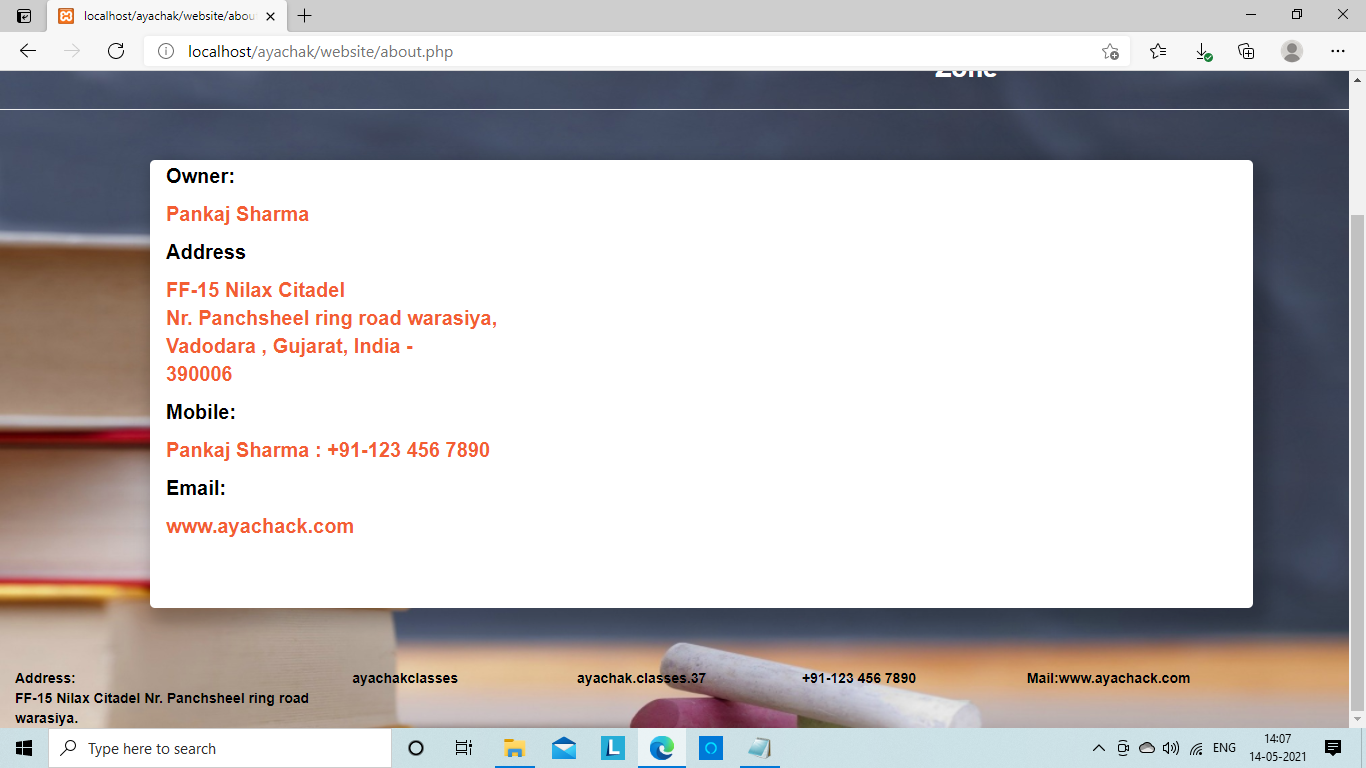 localhost/ayachak/website/abou
localhost/ayachak/website/about.php
Zone
Owner:
Pankaj Sharma
Address
FF-15 Nilax Citadel
Nr. Panchsheel ring road warasiya,
Vadodara , Gujarat, India -
390006
Mobile:
Pankaj Sharma : +91-123 456 7890
Email:
www.ayachack.com
Address:
FF-15 Nilax Citadel Nr. Panchsheel ring road
warasiya.
ayachakclasses
ayachak.classes.37
+91-123 456 7890
Mail:www.ayachack.com
Type here to search
L
ENG
14:07
14-05-2021